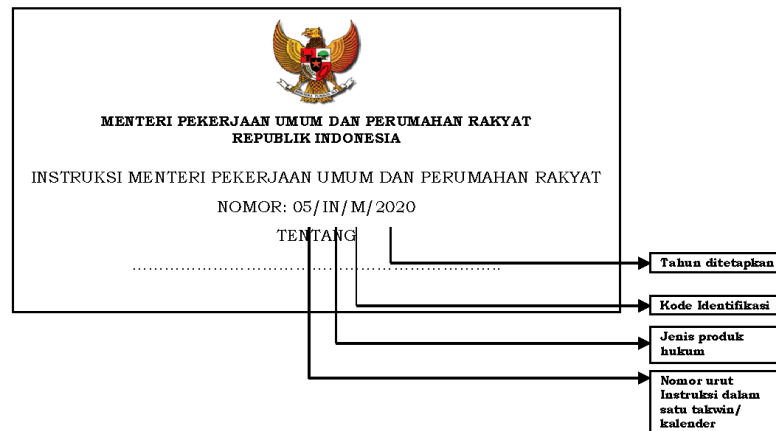 MENTERI PEKERJAAN UMUM DAN PERUMAHAN RAKYAT
REPUBLIK INDONESIA
INSTRUKSI MENTERI PEKERJAAN UMUM DAN PERUMAHAN RAKYAT
NOMOR: 05/IN/M/2020
TENTANG
....................................................................
Tahun ditetapkan
Kode Identifikasi
Jenis produk
hukum
Nomor urut
Instruksi dalam
satu takwin/
kalender